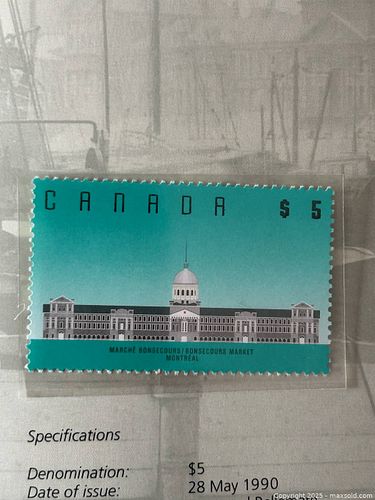 CANADA $5
MARCHÉ BONSECOURS/BONSECOURS MARKET
MONTRÉAL
Specifications
Denomination: $5
Date of issue: 28 May 1990
Copyright 2025 - maxsold.com